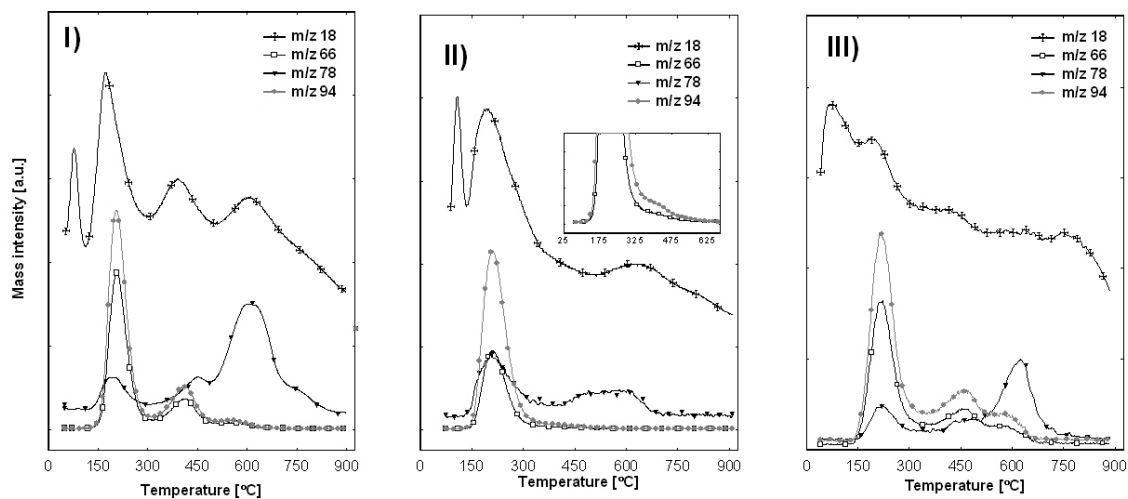 I)
m/z 18
m/z 66
m/z 78
m/z 94
Mass intensity [a.u.]
0 150 300 450 600 750 900
Temperature [°C]
II)
m/z 18
m/z 66
m/z 78
m/z 94
25 175 325 475 625
0 150 300 450 600 750 900
Temperature [°C]
III)
m/z 18
m/z 66
m/z 78
m/z 94
0 150 300 450 600 750 900
Temperature [°C]